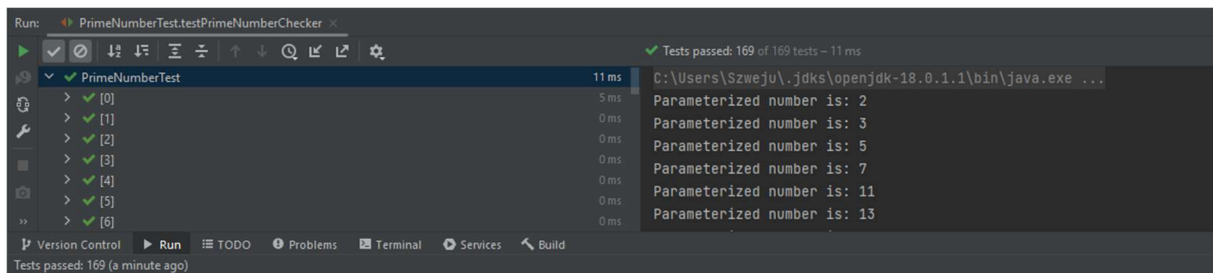 Run: PrimeNumberTest.testPrimeNumberChecker ×
Tests passed: 169 of 169 tests – 11 ms
PrimeNumberTest 11 ms
[0] 5 ms
[1] 0 ms
[2] 0 ms
[3] 0 ms
[4] 0 ms
[5] 0 ms
[6] 0 ms
C:\Users\Szweju\.jdks\openjdk-18.0.1.1\bin\java.exe ...
Parameterized number is: 2
Parameterized number is: 3
Parameterized number is: 5
Parameterized number is: 7
Parameterized number is: 11
Parameterized number is: 13
Version Control Run TODO Problems Terminal Services Build
Tests passed: 169 (a minute ago)